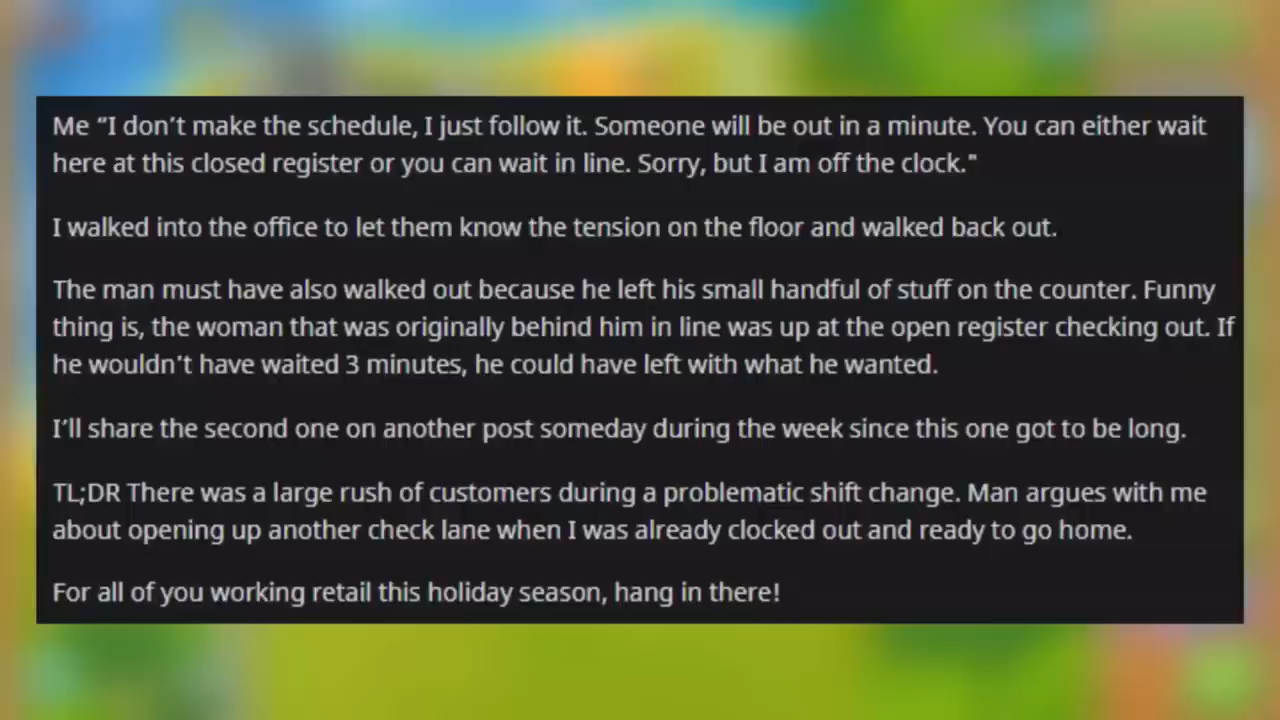 Me “I don’t make the schedule, I just follow it. Someone will be out in a minute. You can either wait
here at this closed register or you can wait in line. Sorry, but I am off the clock."
I walked into the office to let them know the tension on the floor and walked back out.
The man must have also walked out because he left his small handful of stuff on the counter. Funny
thing is, the woman that was originally behind him in line was up at the open register checking out. If
he wouldn’t have waited 3 minutes, he could have left with what he wanted.
I’ll share the second one on another post someday during the week since this one got to be long.
TL;DR There was a large rush of customers during a problematic shift change. Man argues with me
about opening up another check lane when I was already clocked out and ready to go home.
For all of you working retail this holiday season, hang in there!